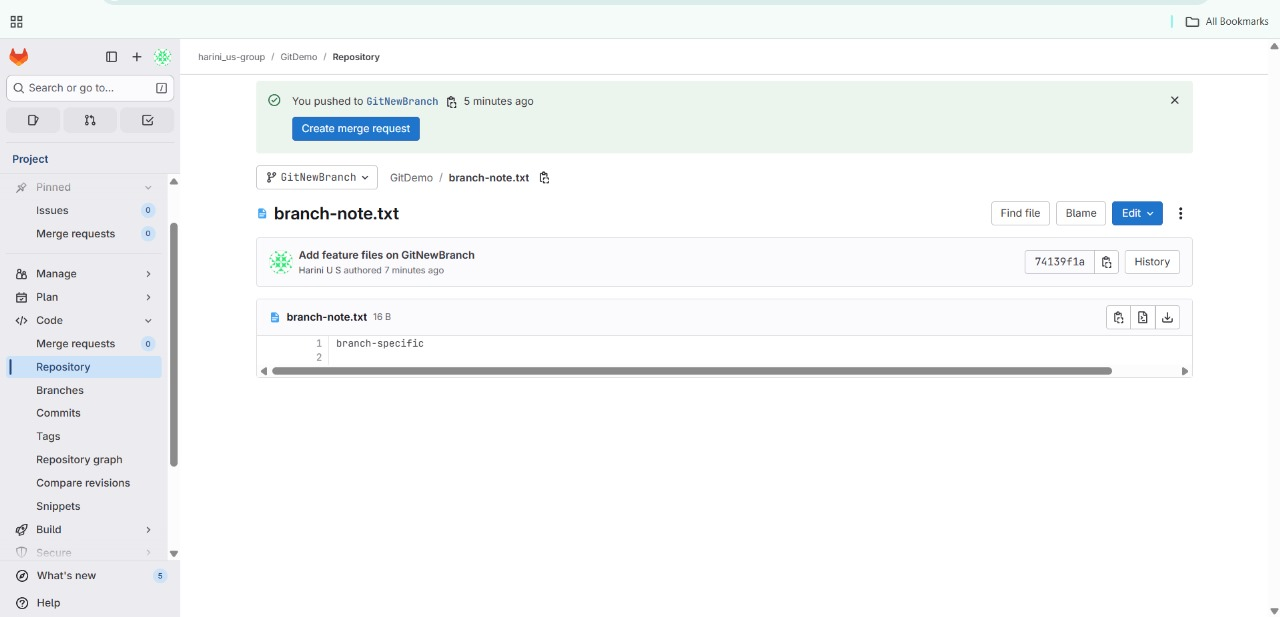 All Bookmarks
harini_us-group / GitDemo / Repository
Search or go to... /
You pushed to GitNewBranch 5 minutes ago
Create merge request
Project
GitNewBranch GitDemo / branch-note.txt
Pinned
Issues 0
Merge requests 0
branch-note.txt Find file Blame Edit
Add feature files on GitNewBranch
Harini U S authored 7 minutes ago
74139f1a History
Manage
Plan
Code
Merge requests 0
Repository
Branches
Commits
Tags
Repository graph
Compare revisions
Snippets
Build
Secure
What's new 5
Help
branch-note.txt 16 B
1 branch-specific
2